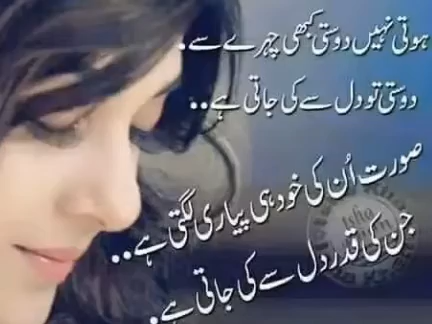 ہوتی نہیں دوستی کبھی چہرے سے.
دوستی تو دل سے کی جاتی ہے..
صورت اُن کی خود ہی پیاری لگتی ہے..
جن کی قدر دل سے کی جاتی ہے.